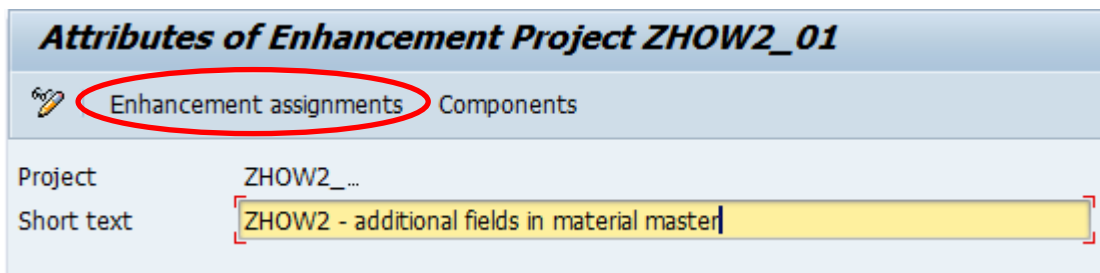 Attributes of Enhancement Project ZHOW2_01
Enhancement assignments Components
Project ZHOW2_...
Short text ZHOW2 - additional fields in material master